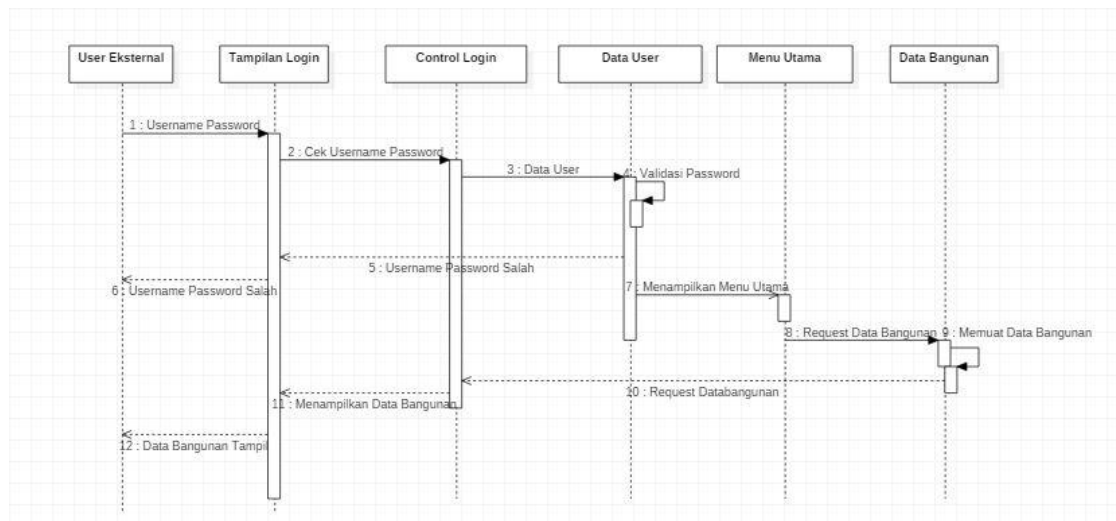 User Eksternal
Tampilan Login
Control Login
Data User
Menu Utama
Data Bangunan
1 : Username Password
2 : Cek Username Password
3 : Data User
4 : Validasi Password
5 : Username Password Salah
6 : Username Password Salah
7 : Menampilkan Menu Utama
8 : Request Data Bangunan
9 : Memuat Data Bangunan
10 : Request Databangunan
11 : Menampilkan Data Bangunan
12 : Data Bangunan Tampil